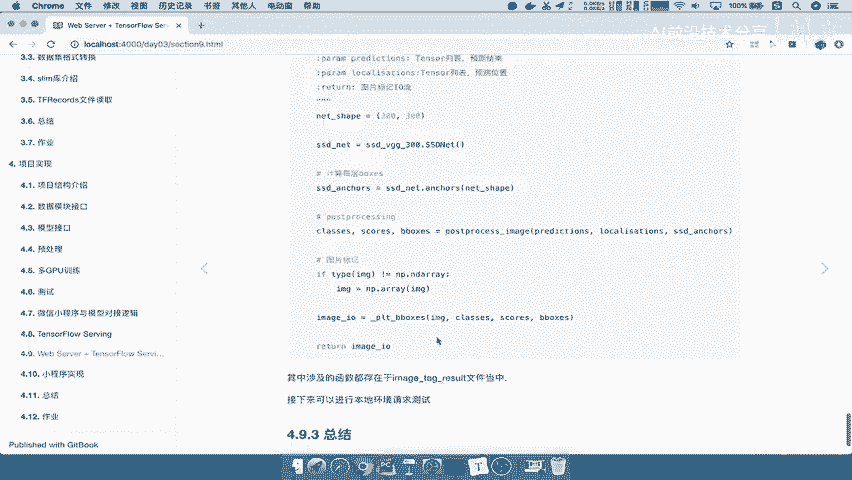 Chrome 文件 修改 视图 历史记录 书签 其他人 电动窗 帮助
100%
AI前沿技术分享
Web Server + TensorFlow Serv
localhost:4000/day03/section9.html
3.3. 数据集格式转换
3.4. slim库介绍
3.5. TFRecords文件读取
3.6. 总结
3.7. 作业
4. 项目实现
4.1. 项目结构介绍
4.2. 数据模块接口
4.3. 模型接口
4.4. 预处理
4.5. 多GPU训练
4.6. 测试
4.7. 微信小程序与模型对接逻辑
4.8. TensorFlow Serving
4.9. Web Server + TensorFlow Servi...
4.10. 小程序实现
4.11. 总结
4.12. 作业
Published with GitBook
:param predictions: Tensor列表，预测结果
:param localisations:Tensor列表，预测位置
:return: 图片标记IO流
"""
net_shape = (300, 300)
ssd_net = ssd_vgg_300.SSDNet()
# 计算每层boxes
ssd_anchors = ssd_net.anchors(net_shape)
# postprocessing
classes, scores, bboxes = postprocess_image(predictions, localisations, ssd_anchors)
# 图片标记
if type(img) != np.ndarray:
img = np.array(img)
image_io = _plt_bboxes(img, classes, scores, bboxes)
return image_io
其中涉及的函数都存在于image_tag_result文件当中.
接下来可以进行本地环境请求测试
4.9.3 总结